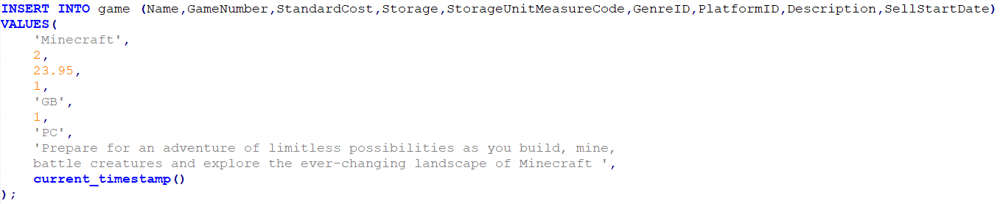 INSERT INTO game (Name,GameNumber,StandardCost,Storage,StorageUnitMeasureCode,GenreID,PlatformID,Description,SellStartDate)
VALUES(
    'Minecraft',
    2,
    23.95,
    1,
    'GB',
    1,
    'PC',
    'Prepare for an adventure of limitless possibilities as you build, mine,
    battle creatures and explore the ever-changing landscape of Minecraft ',
    current_timestamp()
);